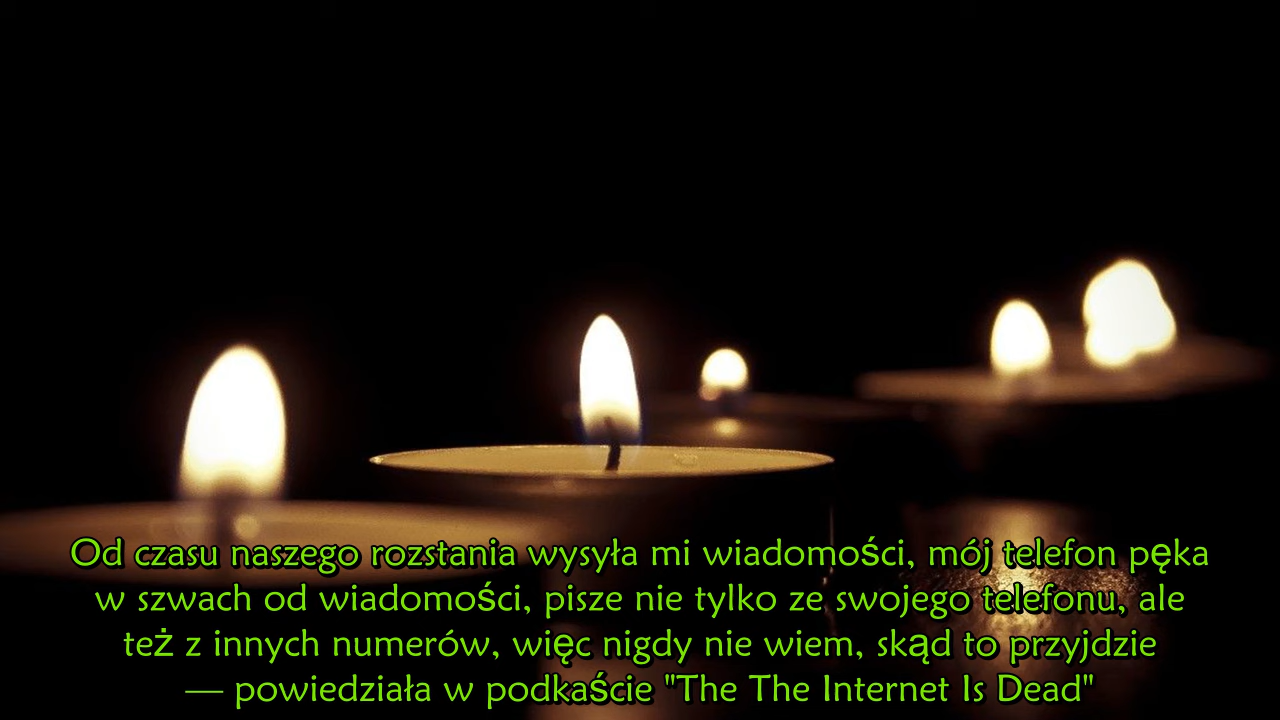 Od czasu naszego rozstania wysyła mi wiadomości, mój telefon pęka
w szwach od wiadomości, pisze nie tylko ze swojego telefonu, ale
też z innych numerów, więc nigdy nie wiem, skąd to przyjdzie
— powiedziała w podkaście "The The Internet Is Dead"